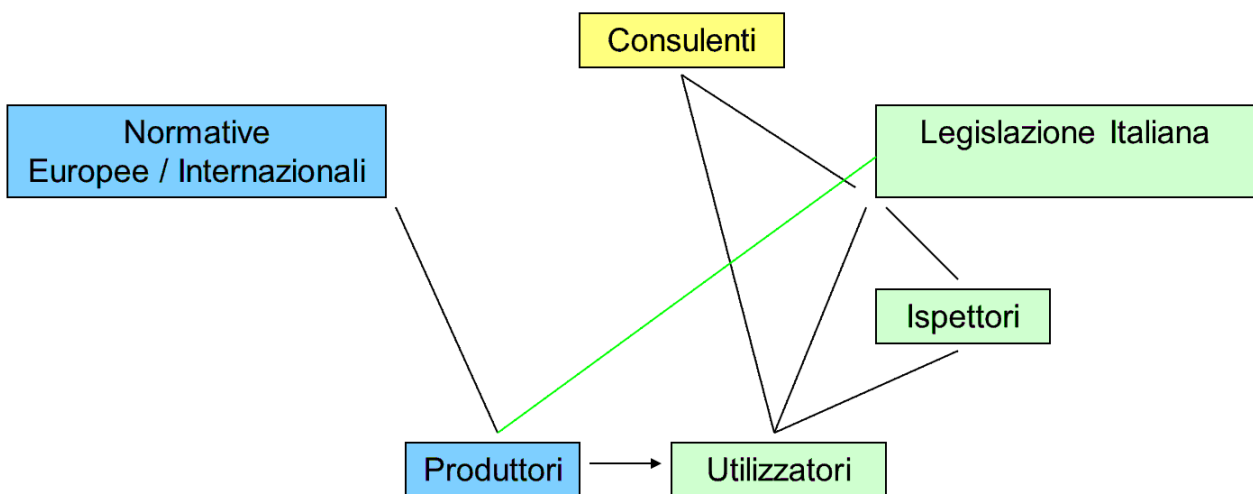 Consulenti
Normative
Europee / Internazionali
Legislazione Italiana
Ispettori
Produttori
Utilizzatori